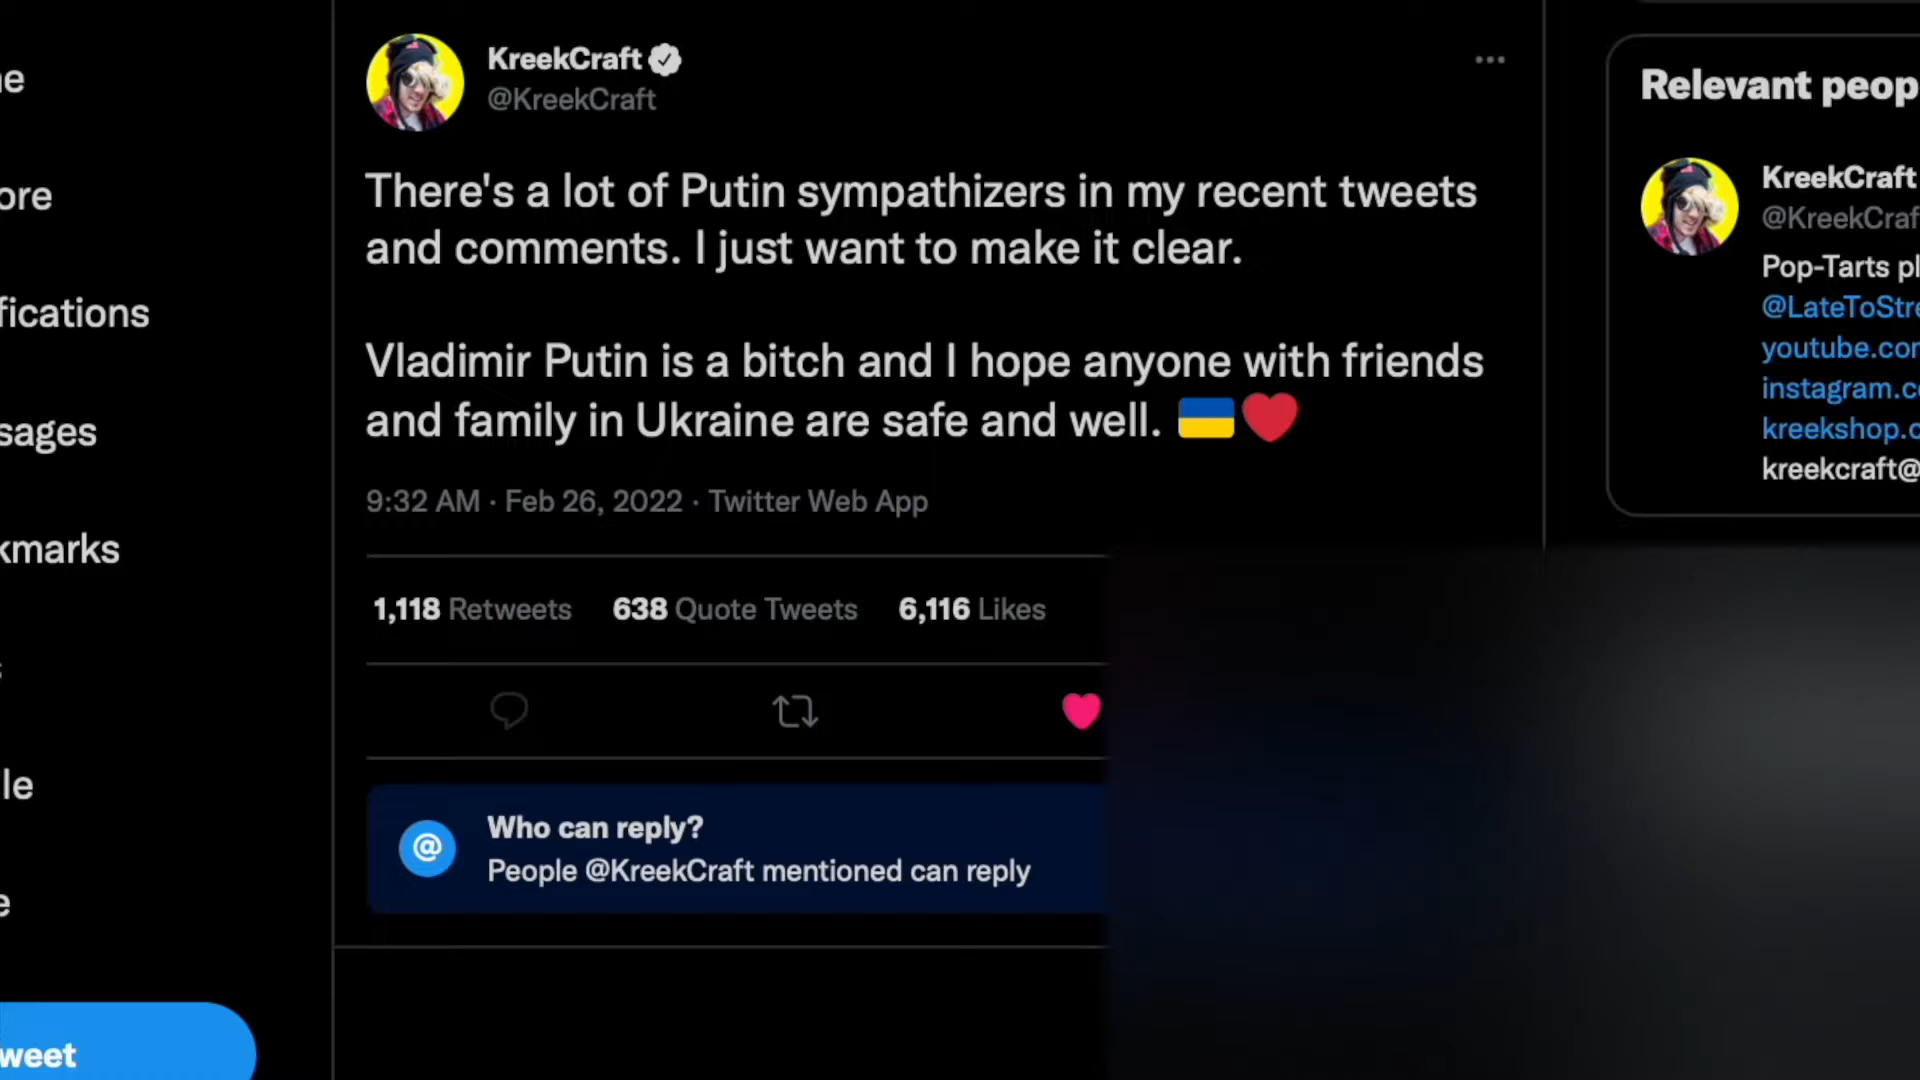 KreekCraft
@KreekCraft
There's a lot of Putin sympathizers in my recent tweets
and comments. I just want to make it clear.
Vladimir Putin is a bitch and I hope anyone with friends
and family in Ukraine are safe and well. 🇺🇦❤️
9:32 AM · Feb 26, 2022 · Twitter Web App
1,118 Retweets 638 Quote Tweets 6,116 Likes
@
Who can reply?
People @KreekCraft mentioned can reply
e
ore
fications
sages
kmarks
s
le
e
weet
Relevant peop
KreekCraft
@KreekCraf
Pop-Tarts pl
@LateToStre
youtube.com
instagram.c
kreekshop.c
kreekcraft@